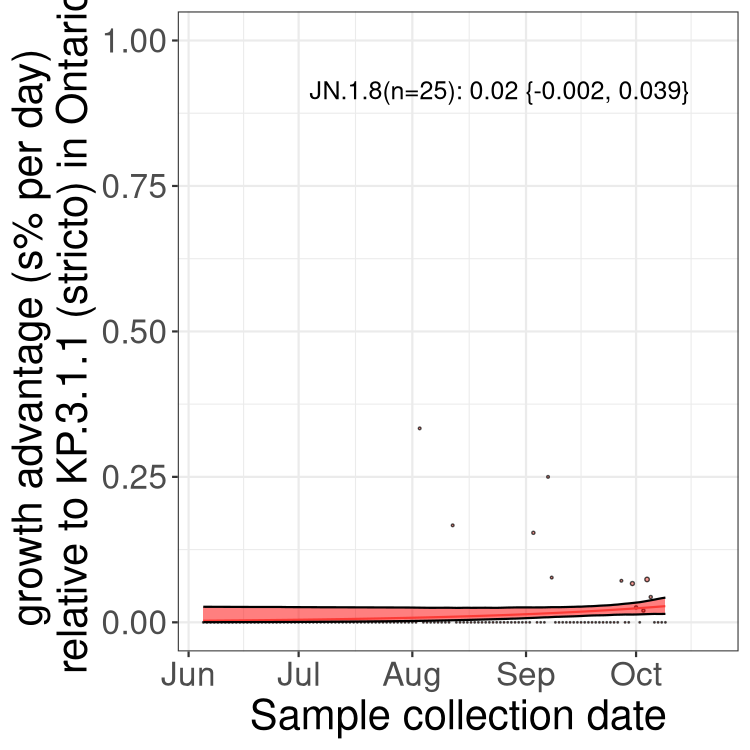 growth advantage (s% per day)
relative to KP.3.1.1 (stricto) in Ontario
1.00
JN.1.8(n=25): 0.02 {-0.002, 0.039}
0.75
0.50
0.25
0.00
Jun Jul Aug Sep Oct
Sample collection date